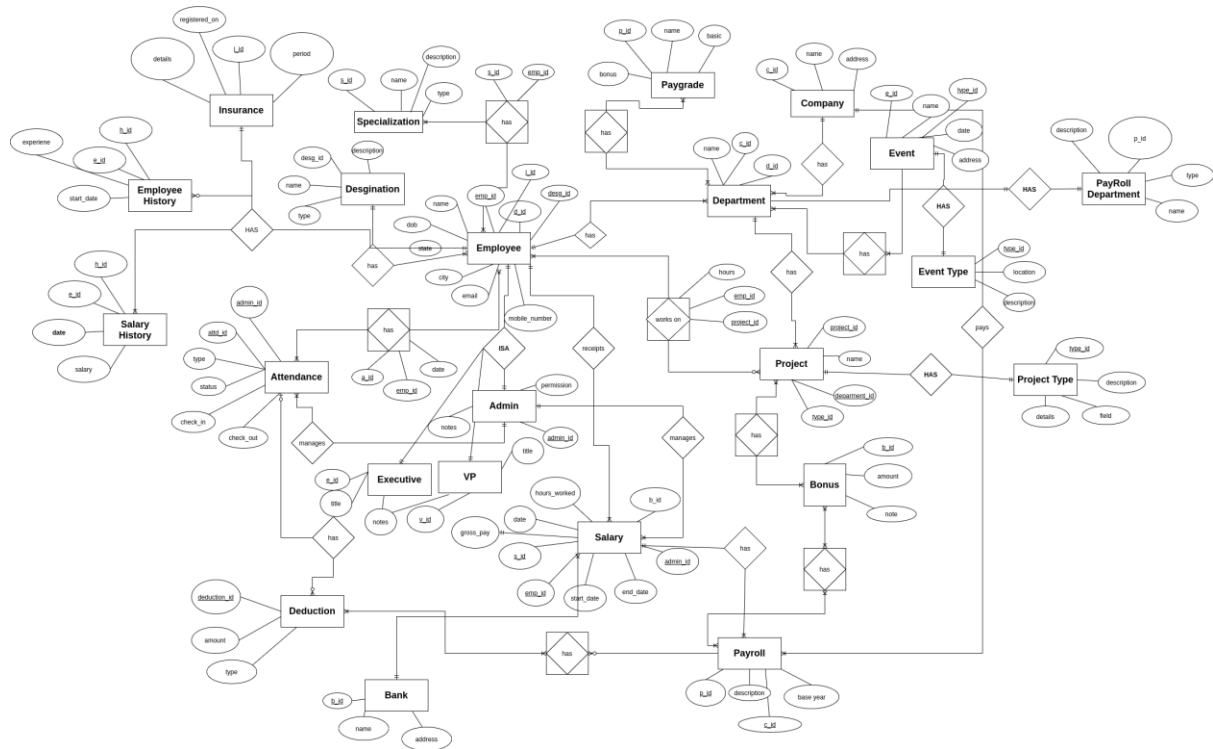 registered_on
i_id
details
period
Insurance
h_id
experiene
e_id
start_date
Employee
History
s_id
name
description
type
Specialization
s_id
emp_id
has
desg_id
description
name
type
Desgination
p_id
name
basic
bonus
Paygrade
has
c_id
name
address
Company
has
e_id
type_id
name
date
address
Event
HAS
has
type_id
location
description
Event Type
description
p_id
type
name
PayRoll
Department
HAS
name
c_id
d_id
Department
has
HAS
has
name
emp_id
i_id
desg_id
d_id
dob
state
city
email
mobile_number
Employee
has
h_id
e_id
date
salary
Salary
History
admin_id
attd_id
type
status
check_in
check_out
Attendance
has
a_id
emp_id
date
manages
ISA
receipts
hours
emp_id
project_id
works on
pays
project_id
name
deparment_id
type_id
Project
HAS
type_id
description
field
details
Project Type
has
permission
notes
admin_id
Admin
manages
e_id
title
notes
Executive
title
v_id
VP
has
b_id
amount
note
Bonus
has
hours_worked
b_id
date
gross_pay
s_id
emp_id
start_date
end_date
admin_id
Salary
has
deduction_id
amount
type
Deduction
has
b_id
name
address
Bank
p_id
description
c_id
base year
Payroll